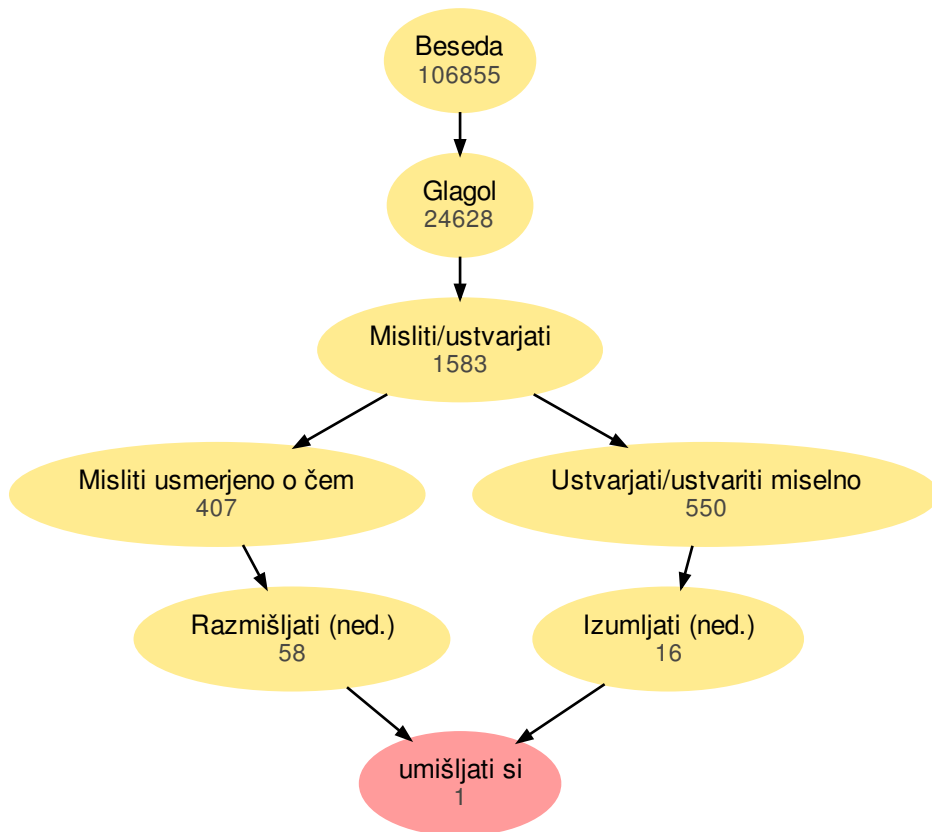 Beseda
106855
Glagol
24628
Misliti/ustvarjati
1583
Misliti usmerjeno o čem
407
Ustvarjati/ustvariti miselno
550
Razmišljati (ned.)
58
Izumljati (ned.)
16
umišljati si
1